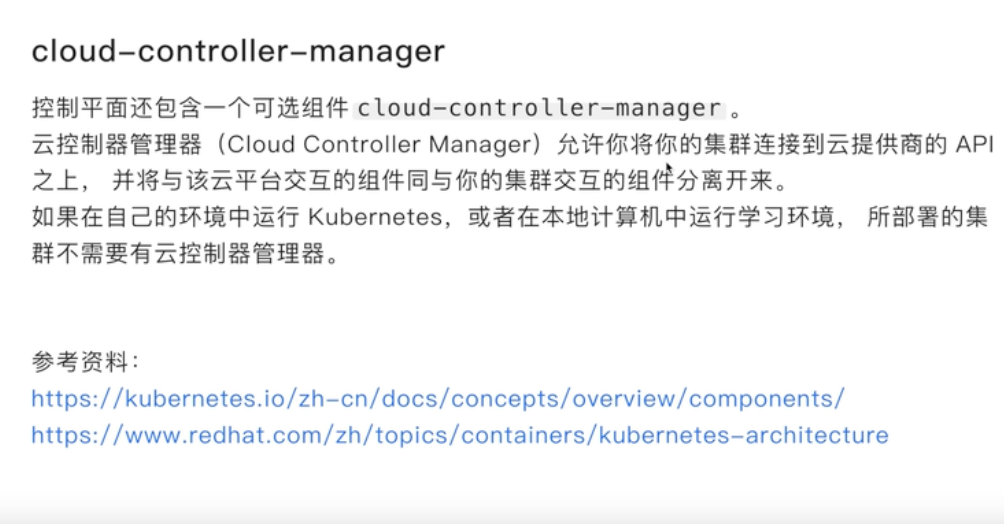 cloud-controller-manager
控制平面还包含一个可选组件 cloud-controller-manager 。
云控制器管理器（Cloud Controller Manager）允许你将你的集群连接到云提供商的 API
之上， 并将与该云平台交互的组件同与你的集群交互的组件分离开来。
如果在自己的环境中运行 Kubernetes，或者在本地计算机中运行学习环境， 所部署的集
群不需要有云控制器管理器。
参考资料：
https://kubernetes.io/zh-cn/docs/concepts/overview/components/
https://www.redhat.com/zh/topics/containers/kubernetes-architecture